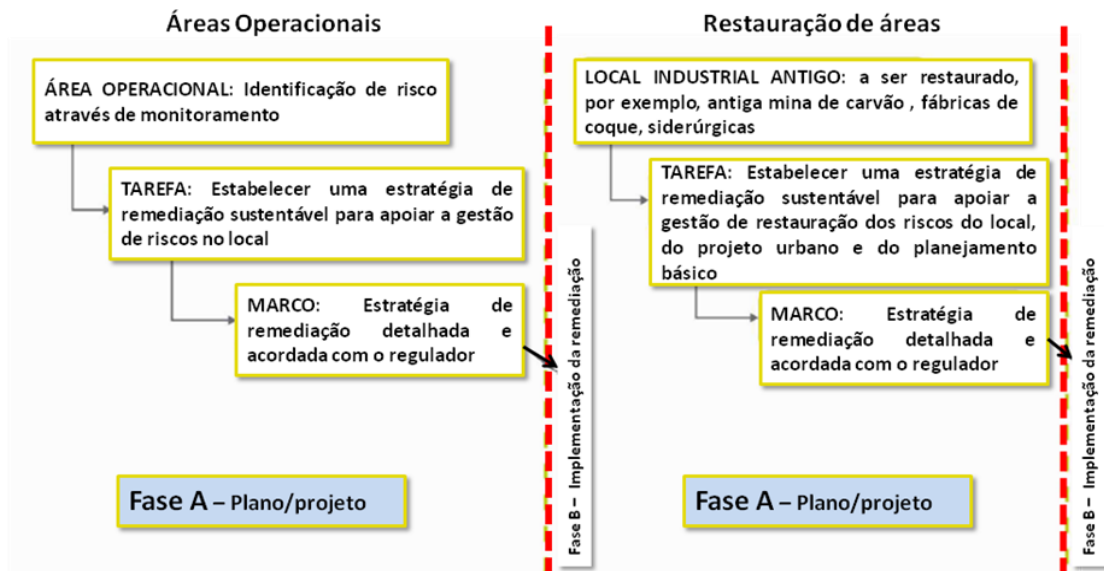 Áreas Operacionais
ÁREA OPERACIONAL: Identificação de risco
através de monitoramento
TAREFA: Estabelecer uma estratégia de
remediação sustentável para apoiar a gestão
de riscos no local
MARCO: Estratégia de
remediação detalhada e
acordada com o regulador
Fase A – Plano/projeto
Fase B – Implementação da remediação
Restauração de áreas
LOCAL INDUSTRIAL ANTIGO: a ser restaurado,
por exemplo, antiga mina de carvão , fábricas de
coque, siderúrgicas
TAREFA: Estabelecer uma estratégia de
remediação sustentável para apoiar a
gestão de restauração dos riscos do local,
do projeto urbano e do planejamento
básico
MARCO: Estratégia de
remediação detalhada e
acordada com o regulador
Fase A – Plano/projeto
Fase B – Implementação da remediação